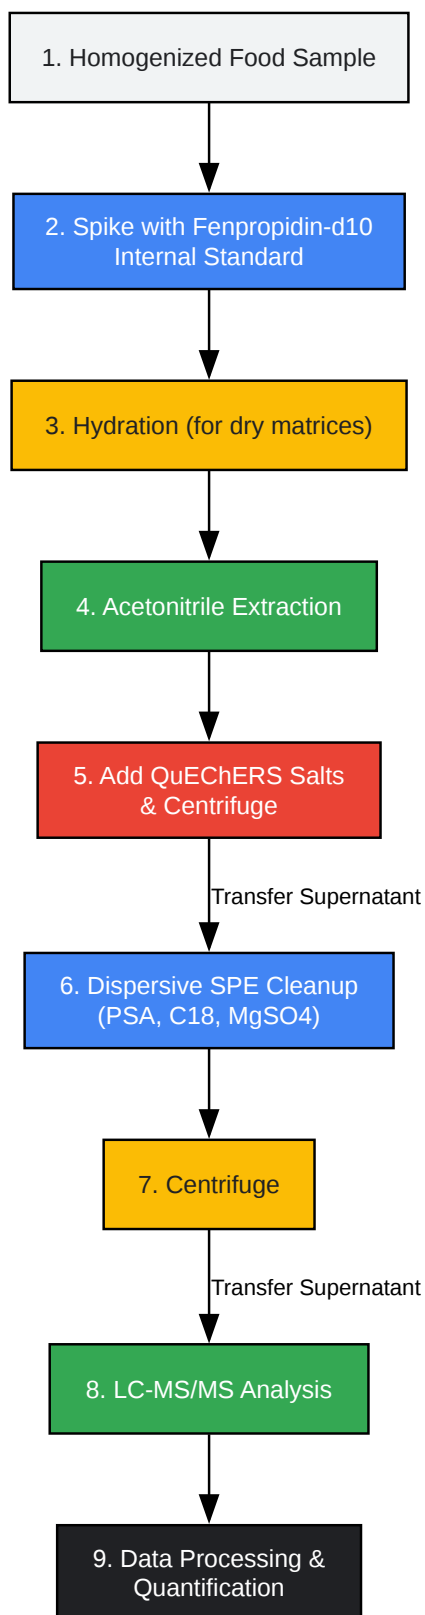 1. Homogenized Food Sample
2. Spike with Fenpropidin-d10
Internal Standard
3. Hydration (for dry matrices)
4. Acetonitrile Extraction
5. Add QuEChERS Salts
& Centrifuge
Transfer Supernatant
6. Dispersive SPE Cleanup
(PSA, C18, MgSO4)
7. Centrifuge
Transfer Supernatant
8. LC-MS/MS Analysis
9. Data Processing &
Quantification